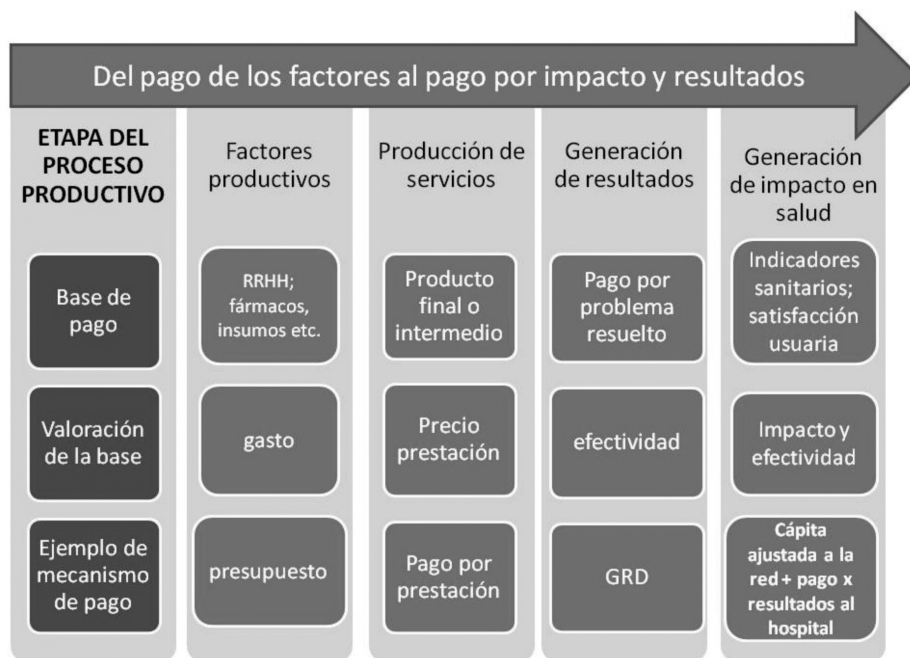 Del pago de los factores al pago por impacto y resultados
ETAPA DEL
PROCESO
PRODUCTIVO
Factores
productivos
Producción de
servicios
Generación
de resultados
Generación
de impacto en
salud
Base de
pago
RRHH;
fármacos,
insumos etc.
Producto
final o
intermedio
Pago por
problema
resuelto
Indicadores
sanitarios;
satisfacción
usuaria
Valoración
de la base
gasto
Precio
prestación
efectividad
Impacto y
efectividad
Ejemplo de
mecanismo
de pago
presupuesto
Pago por
prestación
GRD
Cápita
ajustada a la
red + pago x
resultados al
hospital